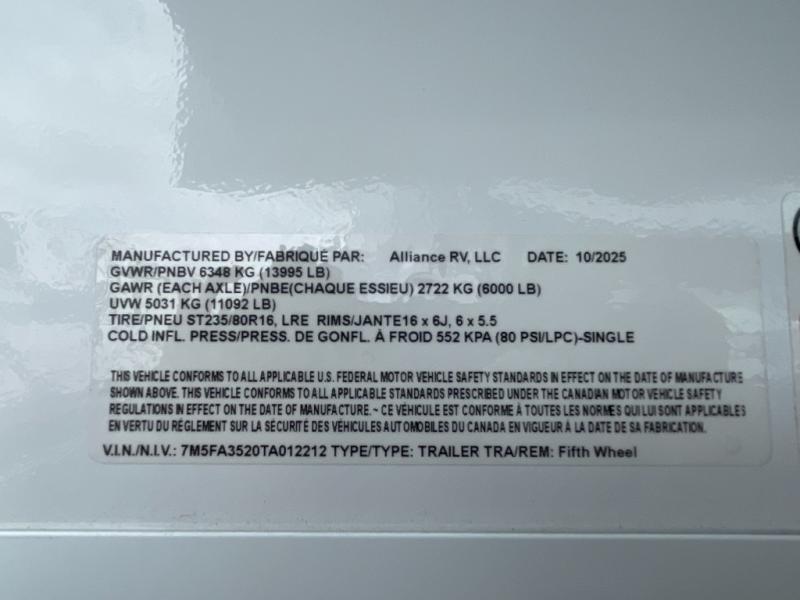 MANUFACTURED BY/FABRIQUE PAR: Alliance RV, LLC DATE: 10/2025
GVWR/PNBV 6348 KG (13995 LB)
GAWR (EACH AXLE)/PNBE(CHAQUE ESSIEU) 2722 KG (6000 LB)
UVW 5031 KG (11092 LB)
TIRE/PNEU ST235/80R16, LRE RIMS/JANTE16 x 6J, 6 x 5.5
COLD INFL. PRESS/PRESS. DE GONFL. À FROID 552 KPA (80 PSI/LPC)-SINGLE
THIS VEHICLE CONFORMS TO ALL APPLICABLE U.S. FEDERAL MOTOR VEHICLE SAFETY STANDARDS IN EFFECT ON THE DATE OF MANUFACTURE
SHOWN ABOVE. THIS VEHICLE CONFORMS TO ALL APPLICABLE STANDARDS PRESCRIBED UNDER THE CANADIAN MOTOR VEHICLE SAFETY
REGULATIONS IN EFFECT ON THE DATE OF MANUFACTURE. ~ CE VÉHICULE EST CONFORME À TOUTES LES NORMES QUI LUI SONT APPLICABLES
EN VERTU DU RÉGLEMENT SUR LA SÉCURITÉ DES VÉHICULES AUTOMOBILES DU CANADA EN VIGUEUR À LA DATE DE SA FABRICATION.
V.I.N./N.I.V.: 7M5FA3520TA012212 TYPE/TYPE: TRAILER TRA/REM: Fifth Wheel